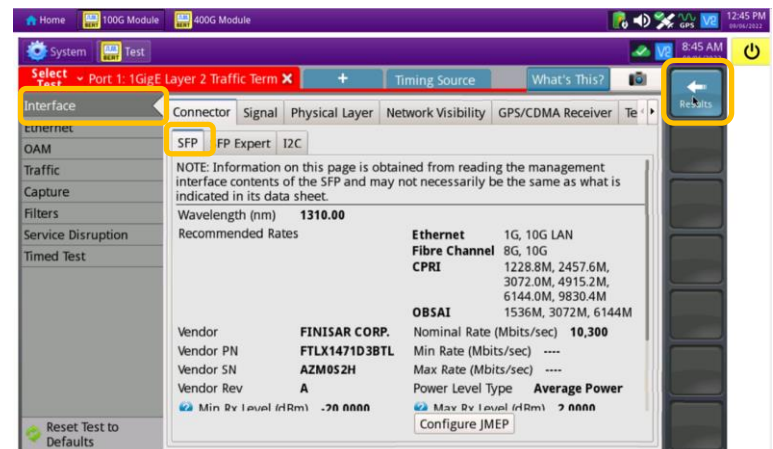 Home 100G Module 400G Module GPS V2 12:45 PM
09/06/2022
System Test V2 8:45 AM
Select Test Port 1: 1GigE Layer 2 Traffic Term + Timing Source What's This?
Results
Interface
Ethernet
OAM
Traffic
Capture
Filters
Service Disruption
Timed Test
Reset Test to Defaults
Connector Signal Physical Layer Network Visibility GPS/CDMA Receiver Te
SFP SFP Expert I2C
NOTE: Information on this page is obtained from reading the management
interface contents of the SFP and may not necessarily be the same as what is
indicated in its data sheet.
Wavelength (nm) 1310.00
Recommended Rates
Ethernet 1G, 10G LAN
Fibre Channel 8G, 10G
CPRI 1228.8M, 2457.6M,
3072.0M, 4915.2M,
6144.0M, 9830.4M
OBSAI 1536M, 3072M, 6144M
Vendor FINISAR CORP. Nominal Rate (Mbits/sec) 10,300
Vendor PN FTLX1471D3BTL Min Rate (Mbits/sec) ----
Vendor SN AZM0S2H Max Rate (Mbits/sec) ----
Vendor Rev A Power Level Type Average Power
Min Rx Level (dBm) -20.0000 Max Rx Level (dBm) 2.0000
Configure JMEP